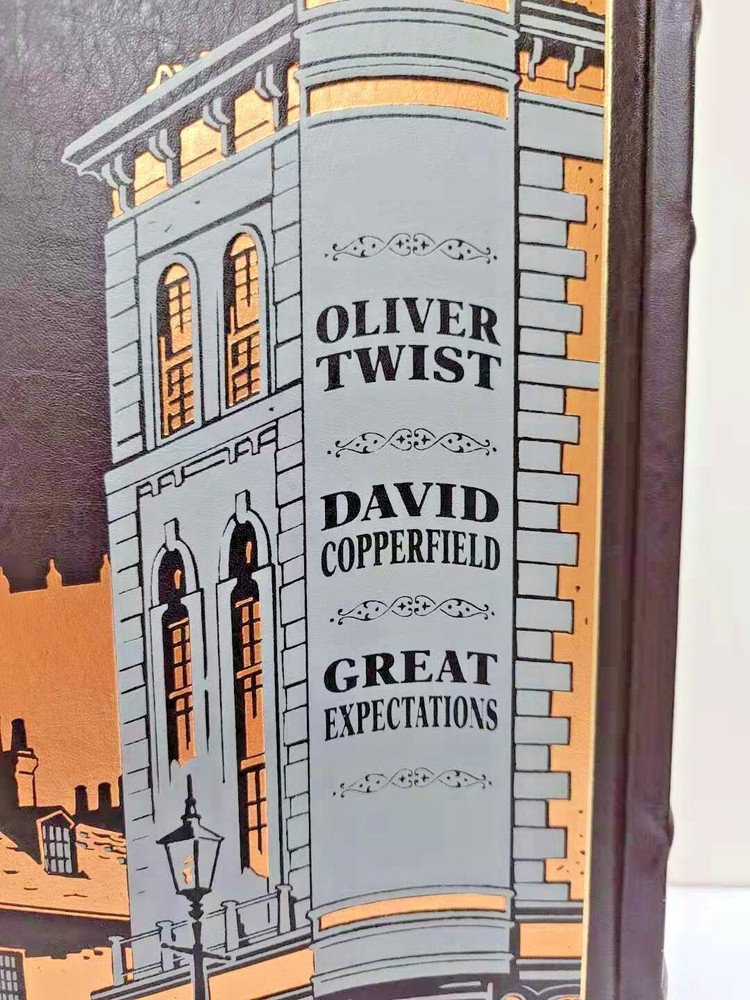 OLIVER
TWIST
DAVID
COPPERFIELD
GREAT
EXPECTATIONS